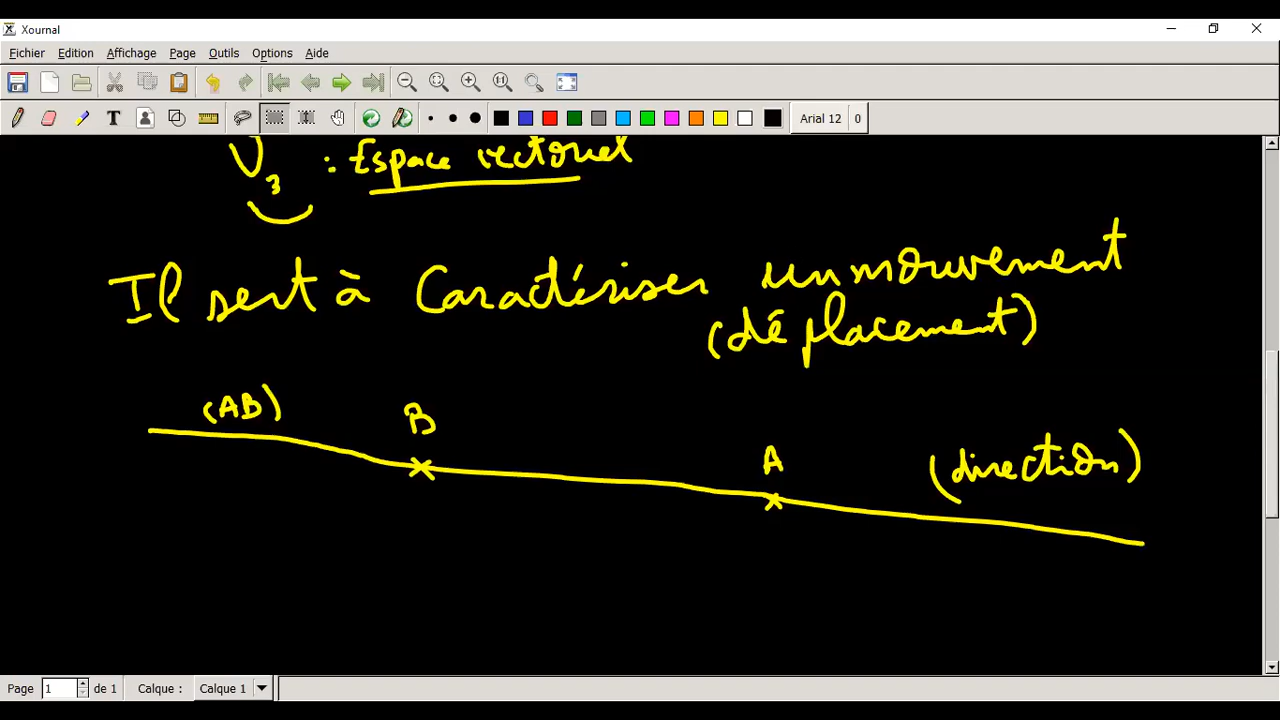 Xournal
Fichier Edition Affichage Page Outils Options Aide
Arial 12 0
V3 : Espace vectoriel
Il sert à Caractériser un mouvement
(déplacement)
(AB) B
A (direction)
Page 1 de 1 Calque : Calque 1